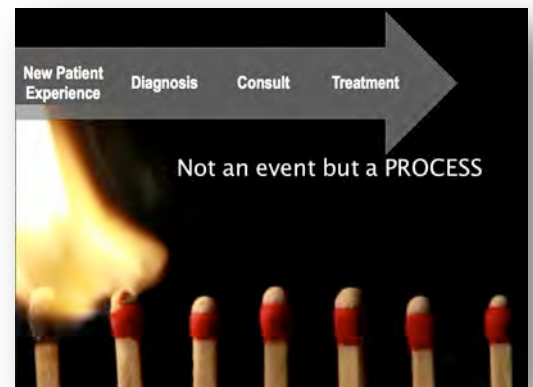 New Patient
Experience
Diagnosis
Consult
Treatment
Not an event but a PROCESS